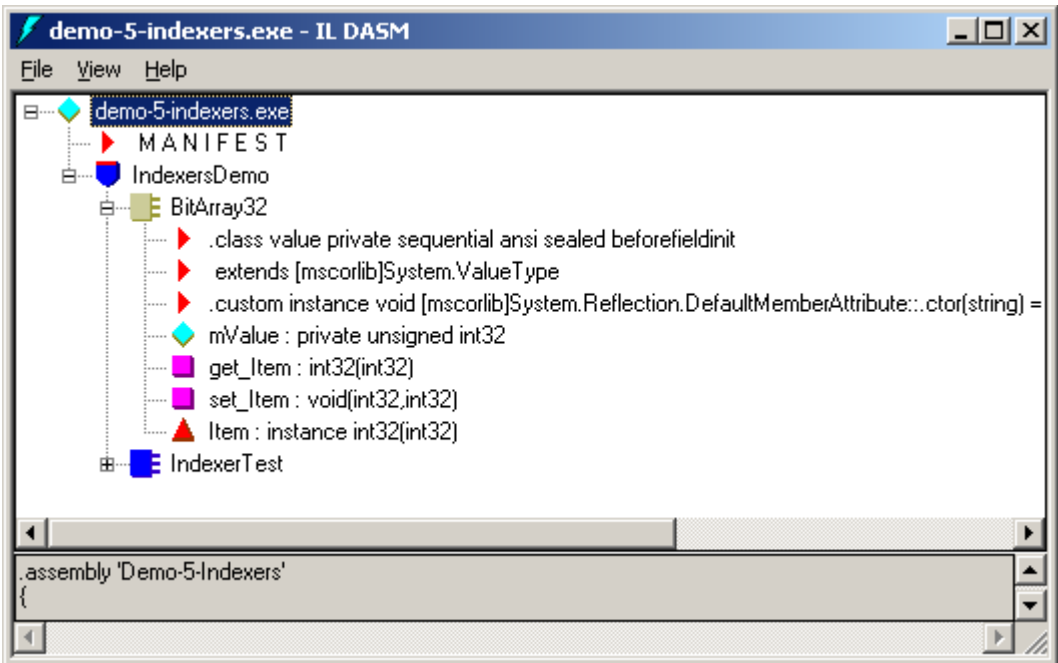 demo-5-indexers.exe - IL DASM
File View Help
demo-5-indexers.exe
M A N I F E S T
IndexersDemo
BitArray32
.class value private sequential ansi sealed beforefieldinit
extends [mscorlib]System.ValueType
.custom instance void [mscorlib]System.Reflection.DefaultMemberAttribute::.ctor(string) =
mValue : private unsigned int32
get_Item : int32(int32)
set_Item : void(int32,int32)
Item : instance int32(int32)
IndexerTest
.assembly 'Demo-5-Indexers'
{